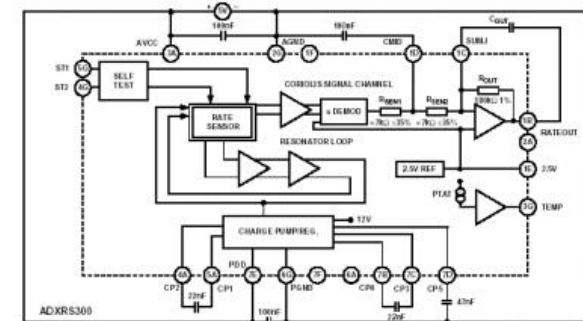 5V
100nF 100nF COUT
AVCC AGND CMID SUMJ
3A 2G 1F 1D 1C
ST1 5G SELF TEST
ST2 4G
CORIOLIS SIGNAL CHANNEL
ROUT
180kΩ 1%
RSEN1 RSEN2
π DEMOD
≈7kΩ ±35% ≈7kΩ ±35%
RATE SENSOR
1B RATEOUT
2A
RESONATOR LOOP
2.5V REF 1E 2.5V
PTAT
3G TEMP
12V
CHARGE PUMP/REG.
PDD
4A 5A 7E 6G 7F 6A 7B 7C 7D
CP2 CP1 PGND CP4 CP3 CP5
22nF 22nF 47nF
ADXRS300 100nF